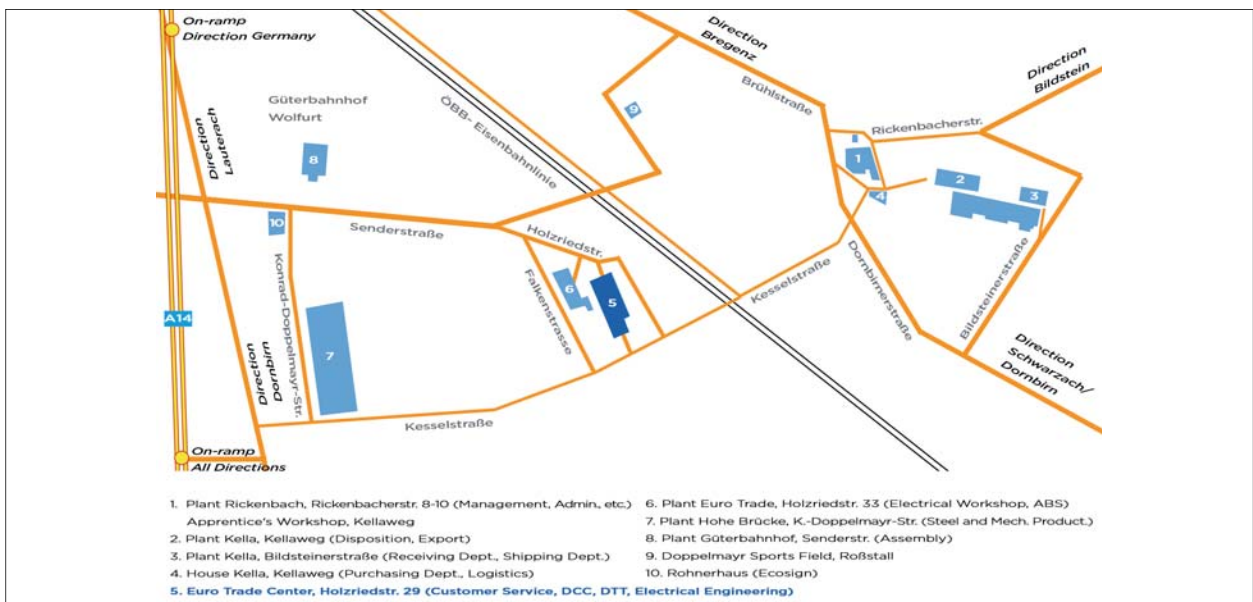 On-ramp
Direction Germany
Direction
Bregenz
Direction
Bildstein
Güterbahnhof
Wolfurt
ÖBB- Eisenbahnlinie
Brühlstraße
Rickenbacherstr.
Direction
Lauterach
9
8
1
2
3
4
10
Senderstraße
Holzriedstr.
Konrad-Doppelmayr-Str.
Falkenstrasse
6
5
Kesselstraße
Dornbirnerstraße
Bildsteinerstraße
A14
7
Direction
Dornbirn
Direction
Schwarzach/
Dornbirn
Kesselstraße
On-ramp
All Directions
1. Plant Rickenbach, Rickenbacherstr. 8-10 (Management, Admin., etc.)
Apprentice's Workshop, Kellaweg
2. Plant Kella, Kellaweg (Disposition, Export)
3. Plant Kella, Bildsteinerstraße (Receiving Dept., Shipping Dept.)
4. House Kella, Kellaweg (Purchasing Dept., Logistics)
5. Euro Trade Center, Holzriedstr. 29 (Customer Service, DCC, DTT, Electrical Engineering)
6. Plant Euro Trade, Holzriedstr. 33 (Electrical Workshop, ABS)
7. Plant Hohe Brücke, K.-Doppelmayr-Str. (Steel and Mech. Product.)
8. Plant Güterbahnhof, Senderstr. (Assembly)
9. Doppelmayr Sports Field, Roßstall
10. Rohnerhaus (Ecosign)